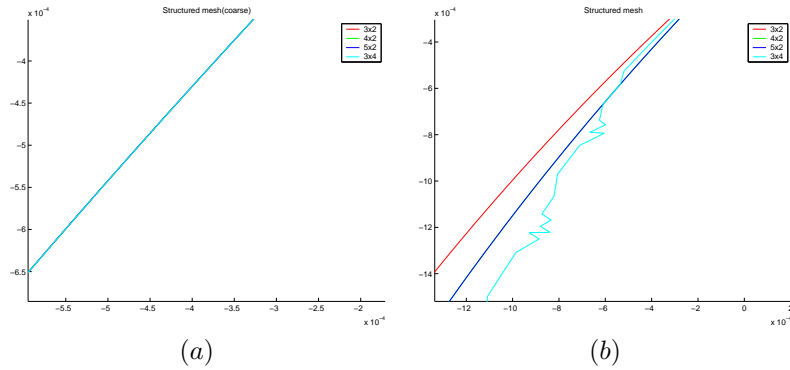 Structured mesh(coarse)
x 10⁻⁴
3x2
4x2
5x2
3x4
−4
−4.5
−5
−5.5
−6
−6.5
−5.5 −5 −4.5 −4 −3.5 −3 −2.5 −2
x 10⁻⁴
(a)
Structured mesh
x 10⁻⁴
3x2
4x2
5x2
3x4
−4
−6
−8
−10
−12
−14
−12 −10 −8 −6 −4 −2 0 2
x 10⁻⁴
(b)